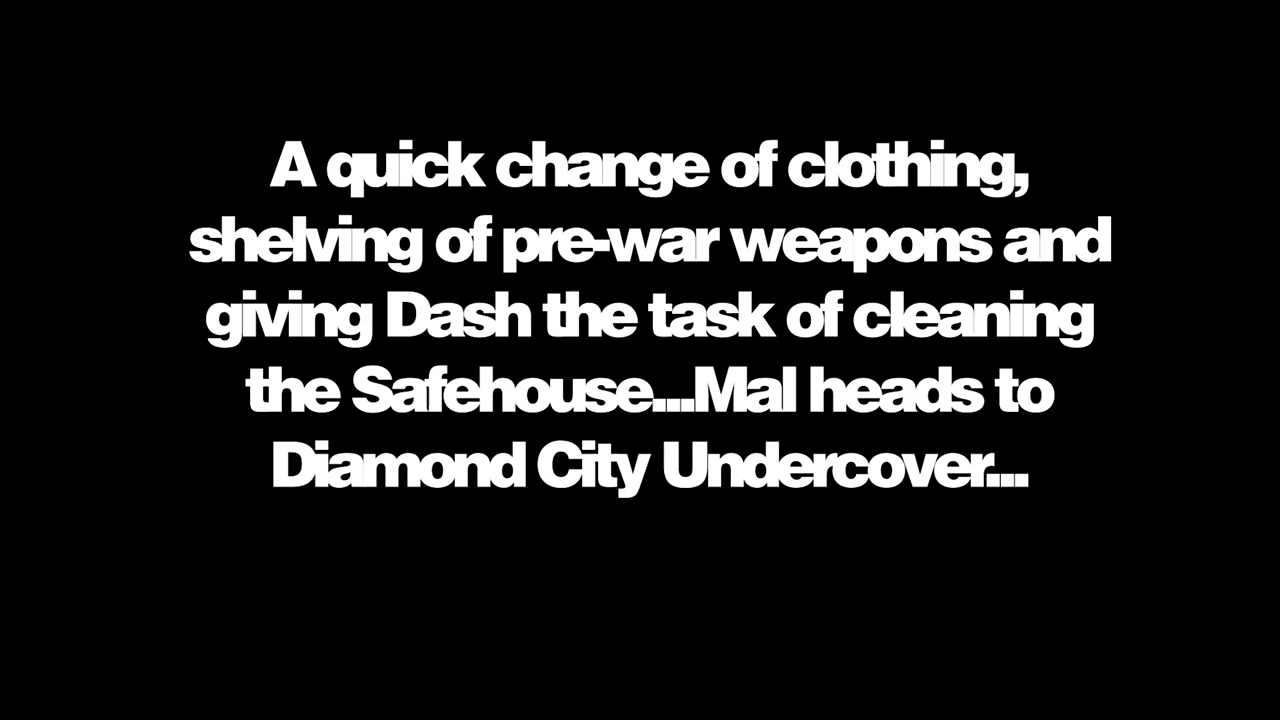 A quick change of clothing,
shelving of pre-war weapons and
giving Dash the task of cleaning
the Safehouse...Mal heads to
Diamond City Undercover...